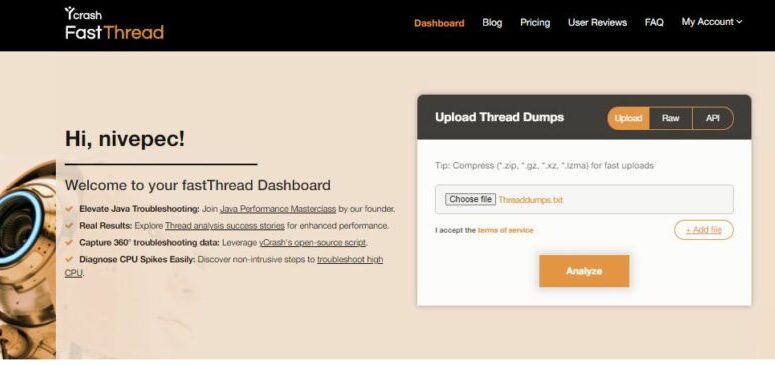 Ycrash
FastThread
Dashboard Blog Pricing User Reviews FAQ My Account
Hi, nivepec!
Welcome to your fastThread Dashboard
Elevate Java Troubleshooting: Join Java Performance Masterclass by our founder.
Real Results: Explore Thread analysis success stories for enhanced performance.
Capture 360° troubleshooting data: Leverage yCrash's open-source script.
Diagnose CPU Spikes Easily: Discover non-intrusive steps to troubleshoot high
CPU.
Upload Thread Dumps
Upload Raw API
Tip: Compress (*.zip, *.gz, *.xz, *.lzma) for fast uploads
Choose file Threaddumps.txt
I accept the terms of service
+ Add file
Analyze